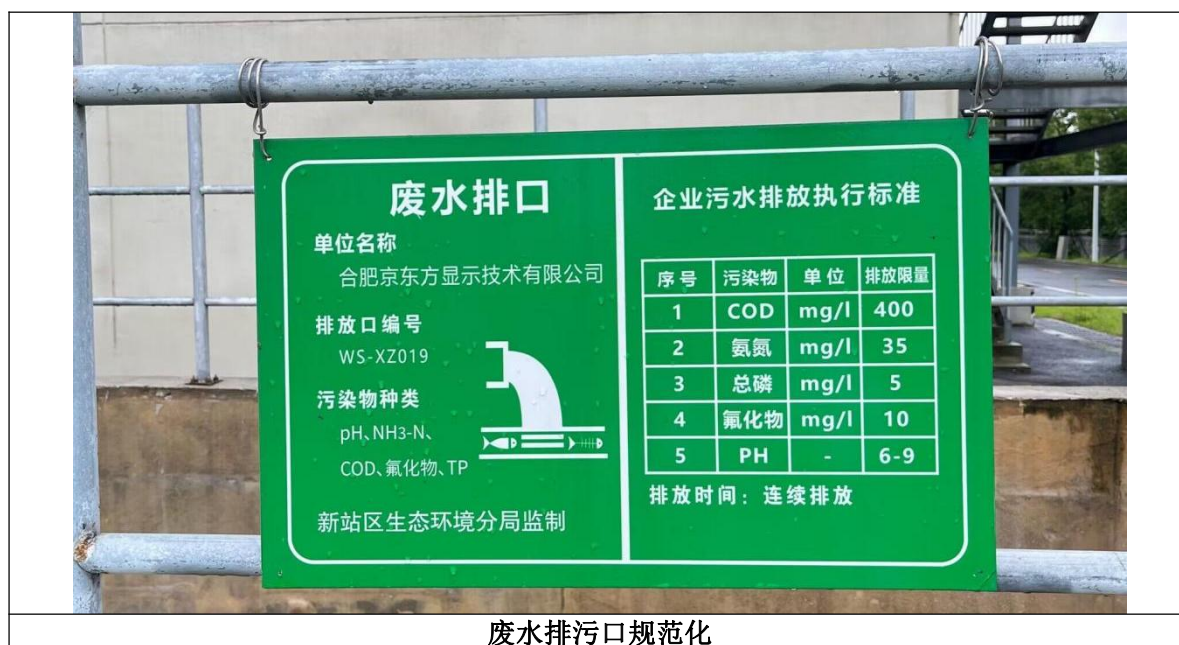 废水排口
单位名称
合肥京东方显示技术有限公司
排放口编号
WS-XZ019
污染物种类
pH、NH3-N、
COD、氟化物、TP
新站区生态环境分局监制
企业污水排放执行标准
序号 污染物 单位 排放限量
1 COD mg/l 400
2 氨氮 mg/l 35
3 总磷 mg/l 5
4 氟化物 mg/l 10
5 PH - 6-9
排放时间：连续排放
废水排污口规范化